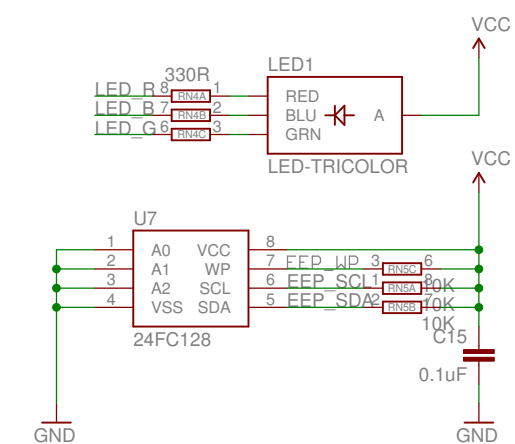 VCC
330R LED1
LED_R 8 RN4A 1 RED
LED_B 7 RN4B 2 BLU A
LED_G 6 RN4C 3 GRN
LED-TRICOLOR
VCC
U7
1 A0 VCC 8
2 A1 WP 7 EEP_WP 3 RN5C 6
3 A2 SCL 6 EEP_SCL 1 RN5A 8 10K
4 VSS SDA 5 EEP_SDA 2 RN5B 7 10K
10K
24FC128 C15
0.1uF
GND GND